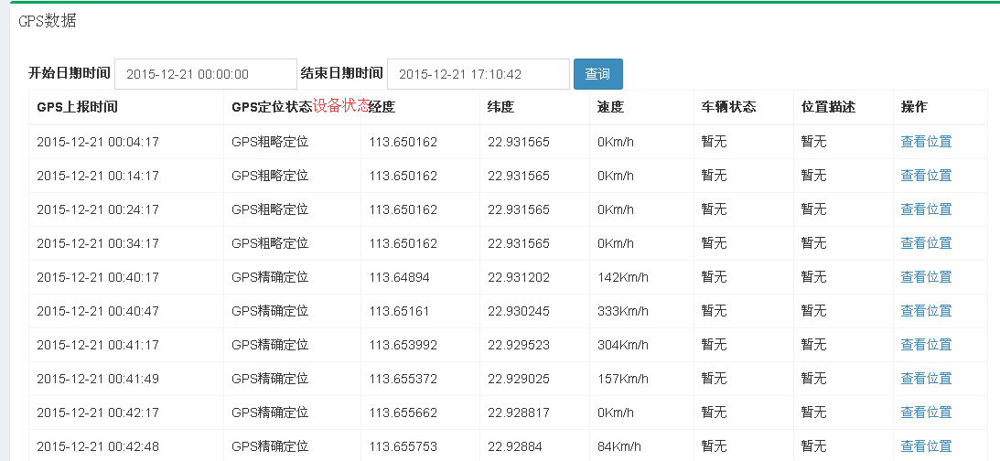 GPS数据
开始日期时间 2015-12-21 00:00:00 结束日期时间 2015-12-21 17:10:42 查询
GPS上报时间 GPS定位状态设备状态 经度 纬度 速度 车辆状态 位置描述 操作
2015-12-21 00:04:17 GPS粗略定位 113.650162 22.931565 0Km/h 暂无 暂无 查看位置
2015-12-21 00:14:17 GPS粗略定位 113.650162 22.931565 0Km/h 暂无 暂无 查看位置
2015-12-21 00:24:17 GPS粗略定位 113.650162 22.931565 0Km/h 暂无 暂无 查看位置
2015-12-21 00:34:17 GPS粗略定位 113.650162 22.931565 0Km/h 暂无 暂无 查看位置
2015-12-21 00:40:17 GPS精确定位 113.64894 22.931202 142Km/h 暂无 暂无 查看位置
2015-12-21 00:40:47 GPS精确定位 113.65161 22.930245 333Km/h 暂无 暂无 查看位置
2015-12-21 00:41:17 GPS精确定位 113.653992 22.929523 304Km/h 暂无 暂无 查看位置
2015-12-21 00:41:49 GPS精确定位 113.655372 22.929025 157Km/h 暂无 暂无 查看位置
2015-12-21 00:42:17 GPS精确定位 113.655662 22.928817 0Km/h 暂无 暂无 查看位置
2015-12-21 00:42:48 GPS精确定位 113.655753 22.92884 84Km/h 暂无 暂无 查看位置